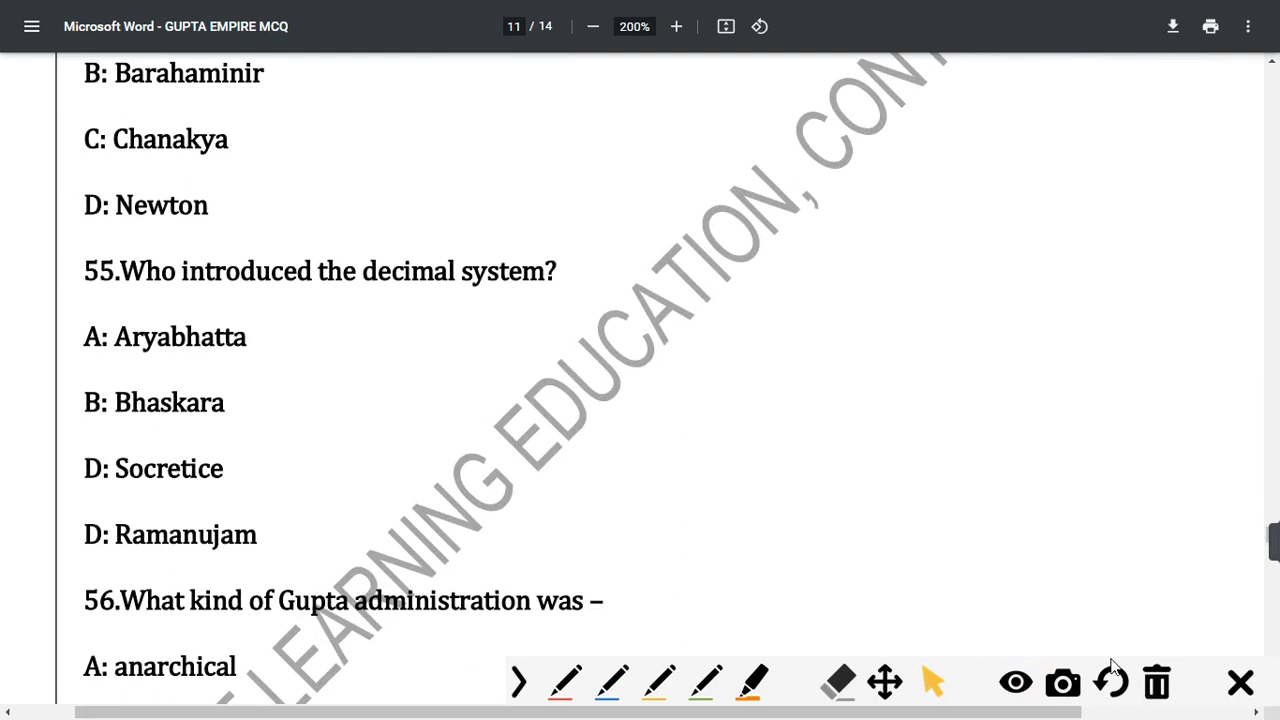 Microsoft Word - GUPTA EMPIRE MCQ
11 / 14
200%
B: Barahaminir
C: Chanakya
D: Newton
55.Who introduced the decimal system?
A: Aryabhatta
B: Bhaskara
D: Socretice
D: Ramanujam
56.What kind of Gupta administration was –
A: anarchical
LEARNING EDUCATION,